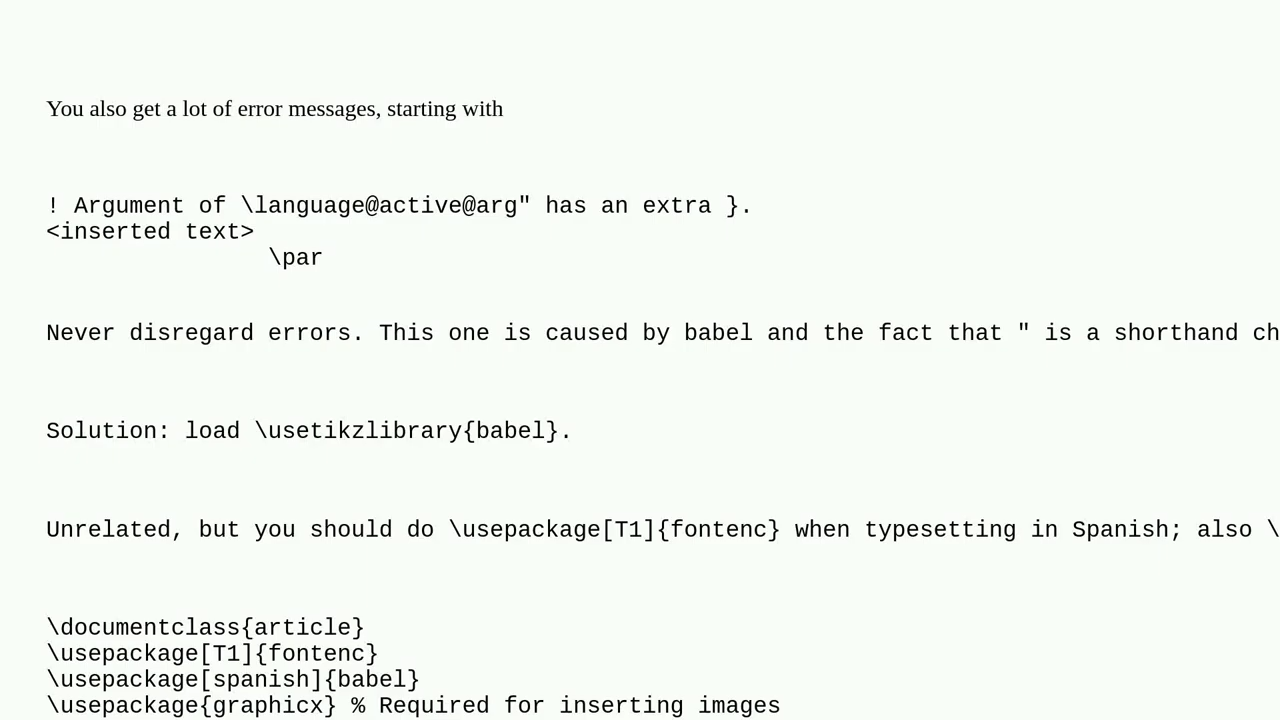 You also get a lot of error messages, starting with
! Argument of \language@active@arg" has an extra }.
<inserted text>
\par
Never disregard errors. This one is caused by babel and the fact that " is a shorthand ch
Solution: load \usetikzlibrary{babel}.
Unrelated, but you should do \usepackage[T1]{fontenc} when typesetting in Spanish; also \
\documentclass{article}
\usepackage[T1]{fontenc}
\usepackage[spanish]{babel}
\usepackage{graphicx} % Required for inserting images